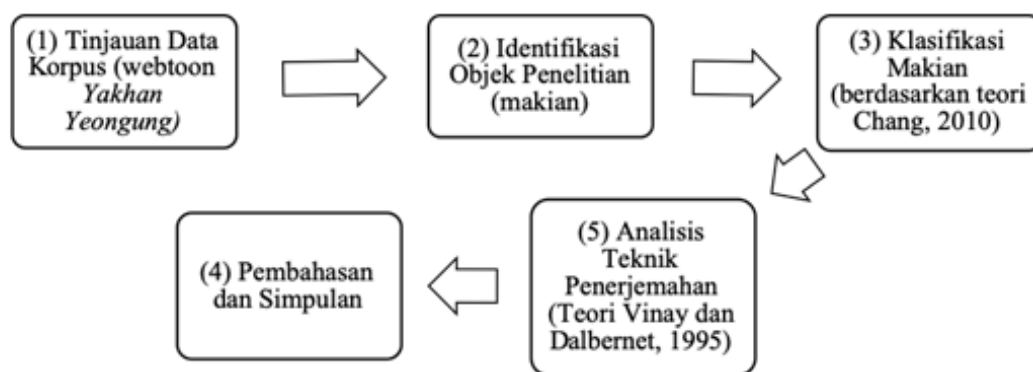 (1) Tinjauan Data
Korpus (webtoon
Yakhan
Yeongung)
(2) Identifikasi
Objek Penelitian
(makian)
(3) Klasifikasi
Makian
(berdasarkan teori
Chang, 2010)
(5) Analisis
Teknik
Penerjemahan
(Teori Vinay dan
Dalbernet, 1995)
(4) Pembahasan
dan Simpulan